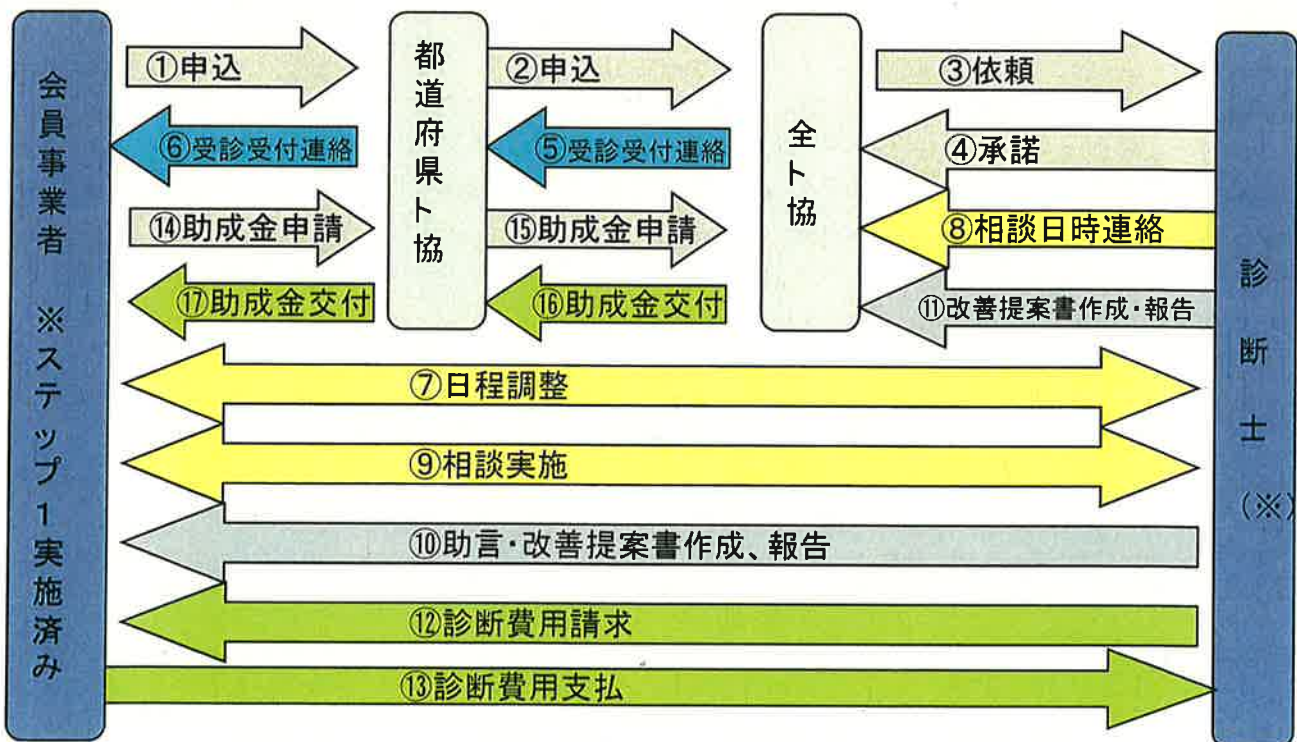 会員事業者 ※ステップ1実施済み
都道府県ト協
全ト協
診断士(※)
①申込
②申込
③依頼
④承諾
⑤受診受付連絡
⑥受診受付連絡
⑭助成金申請
⑮助成金申請
⑧相談日時連絡
⑰助成金交付
⑯助成金交付
⑪改善提案書作成・報告
⑦日程調整
⑨相談実施
⑩助言・改善提案書作成、報告
⑫診断費用請求
⑬診断費用支払